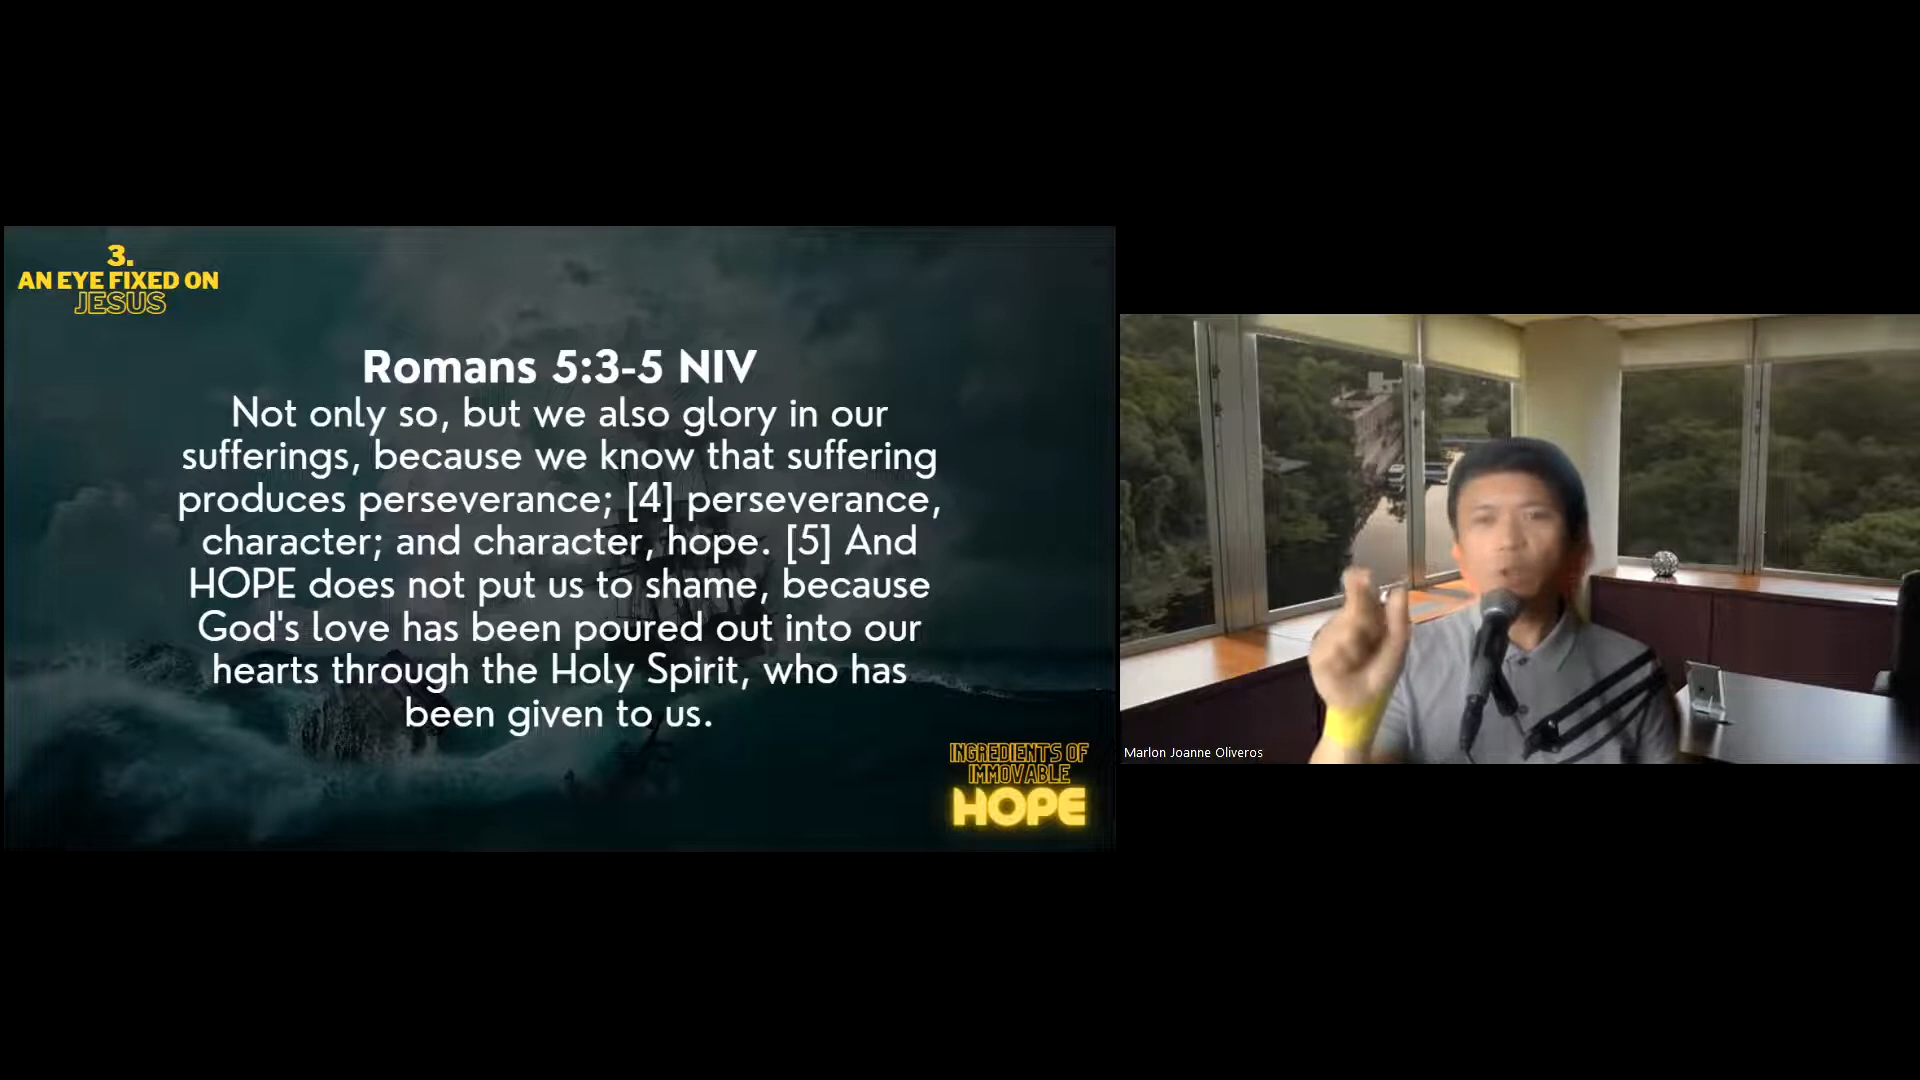 3.
AN EYE FIXED ON
JESUS
Romans 5:3-5 NIV
Not only so, but we also glory in our
sufferings, because we know that suffering
produces perseverance; [4] perseverance,
character; and character, hope. [5] And
HOPE does not put us to shame, because
God's love has been poured out into our
hearts through the Holy Spirit, who has
been given to us.
INGREDIENTS OF
IMMOVABLE
HOPE
Marlon Joanne Oliveros